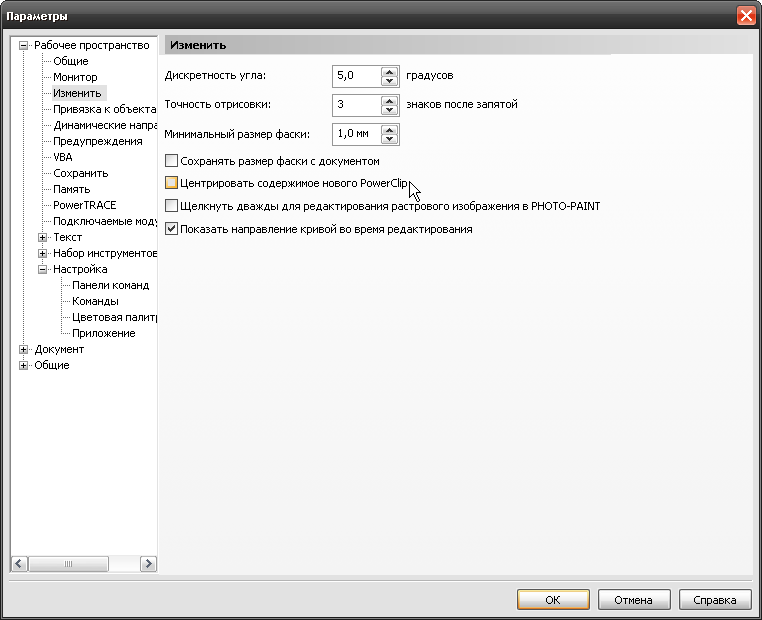 Параметры
Рабочее пространство
Общие
Монитор
Изменить
Привязка к объекта
Динамические напра
Предупреждения
VBA
Сохранить
Память
PowerTRACE
Подключаемые моду
Текст
Набор инструментов
Настройка
Панели команд
Команды
Цветовая палитр
Приложение
Документ
Общие
Изменить
Дискретность угла: 5,0 градусов
Точность отрисовки: 3 знаков после запятой
Минимальный размер фаски: 1,0 мм
Сохранять размер фаски с документом
Центрировать содержимое нового PowerClip
Щелкнуть дважды для редактирования растрового изображения в PHOTO-PAINT
Показать направление кривой во время редактирования
OK Отмена Справка